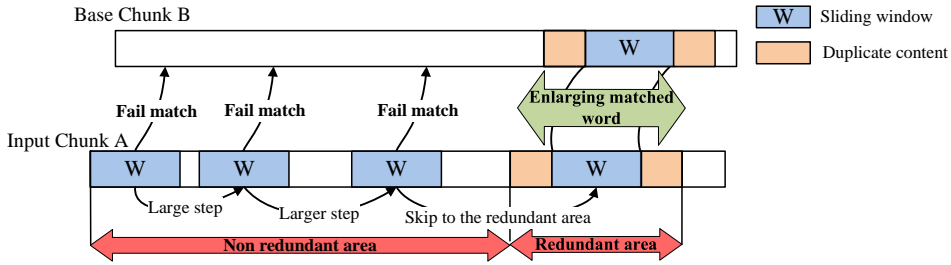 Base Chunk B
W
W
Sliding window
Duplicate content
Fail match
Fail match
Fail match
Enlarging matched
word
Input Chunk A
W
W
W
W
Large step
Larger step
Skip to the redundant area
Non redundant area
Redundant area